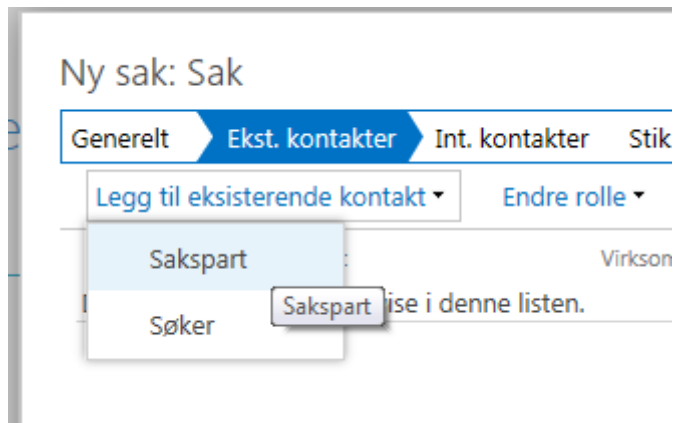 Ny sak: Sak
Generelt Ekst. kontakter Int. kontakter Stik
Legg til eksisterende kontakt Endre rolle
Sakspart : Virksom
Sakspart ise i denne listen.
Søker